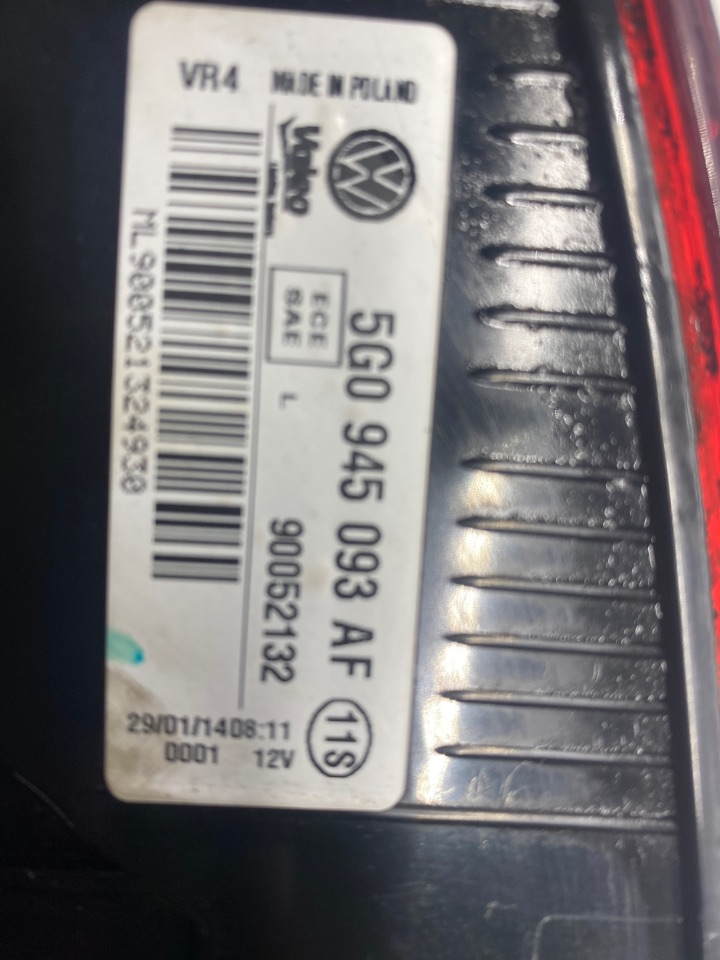 VR4 MADE IN POLAND
Valeo
ECE
SAE
5G0 945 093 AF
L 90052132
ML900521324930
29/01/14 08:11
0001 12V
11S